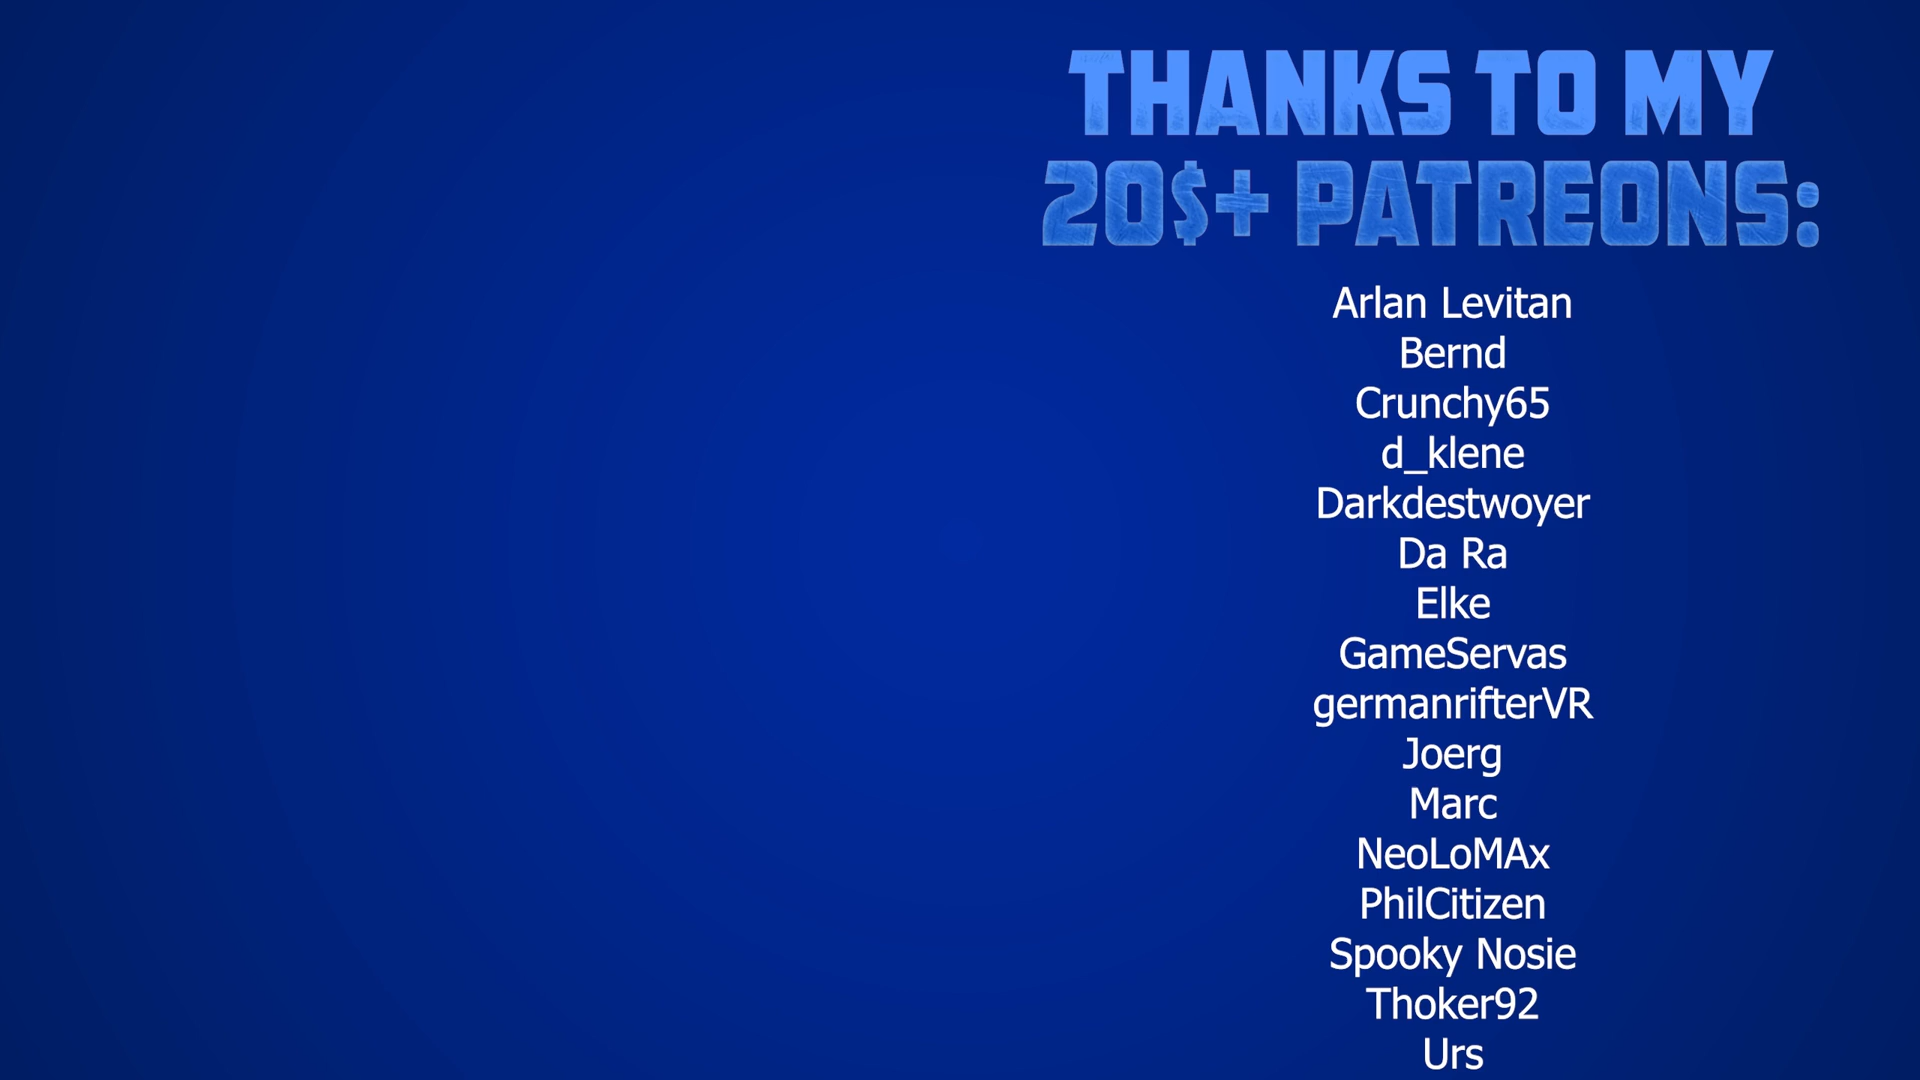 THANKS TO MY
20$+ PATREONS:
Arlan Levitan
Bernd
Crunchy65
d_klene
Darkdestwoyer
Da Ra
Elke
GameServas
germanrifterVR
Joerg
Marc
NeoLoMAx
PhilCitizen
Spooky Nosie
Thoker92
Urs